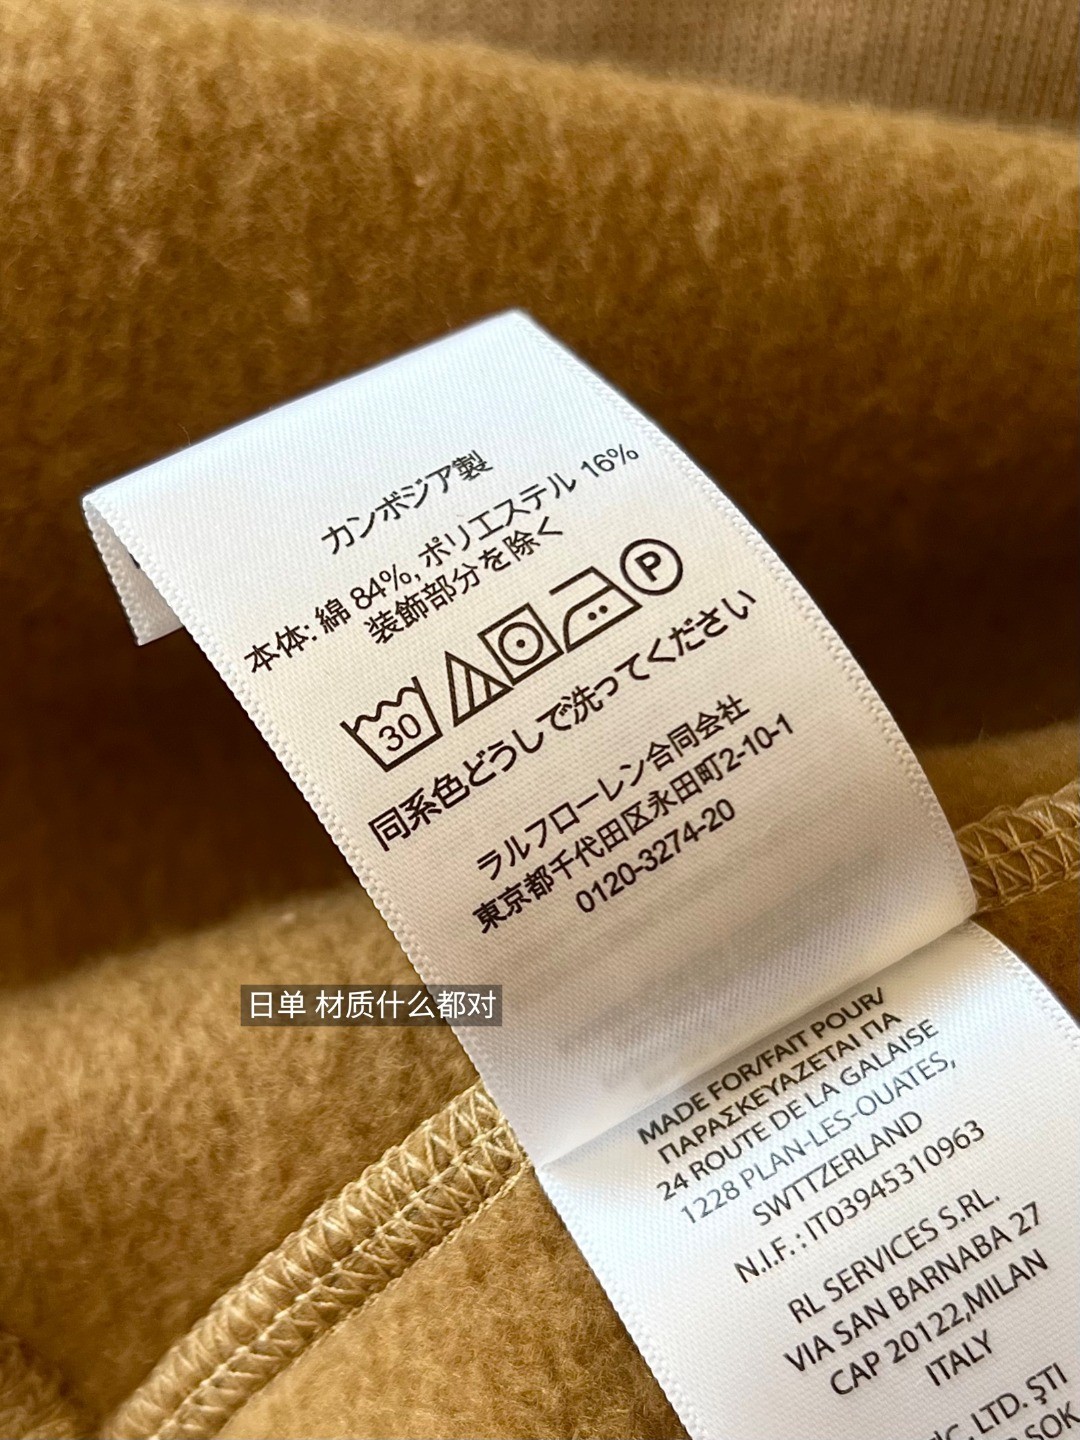 カンボジア製
本体: 綿 84%, ポリエステル 16%
装飾部分を除く
30
P
同系色どうしで洗ってください
ラルフローレン合同会社
東京都千代田区永田町2-10-1
0120-3274-20
日单 材质什么都对
MADE FOR/FAIT POUR/
ΠΑΡΑΣΚΕΥΑΖΕΤΑΙ ΠΑ
24 ROUTE DE LA GALAISE
1228 PLAN-LES-OUATES,
SWTTZERLAND
N.I.F. : IT03945310963
RL SERVICES S.RL.
VIA SAN BARNABA 27
CAP 20122,MILAN
ITALY
LTD. ŞTI
SOK